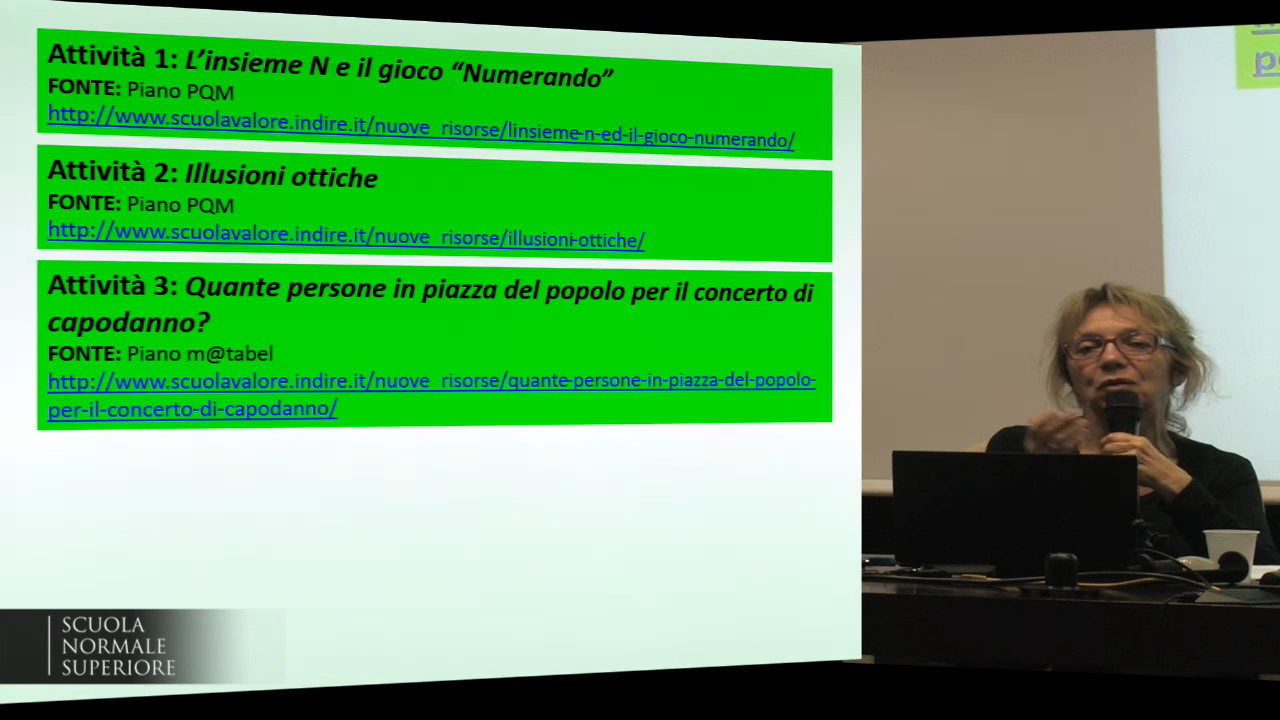 Attività 1: L'insieme N e il gioco “Numerando”
FONTE: Piano PQM
http://www.scuolavalore.indire.it/nuove_risorse/linsieme-n-ed-il-gioco-numerando/
Attività 2: Illusioni ottiche
FONTE: Piano PQM
http://www.scuolavalore.indire.it/nuove_risorse/illusioni-ottiche/
Attività 3: Quante persone in piazza del popolo per il concerto di
capodanno?
FONTE: Piano m@tabel
http://www.scuolavalore.indire.it/nuove_risorse/quante-persone-in-piazza-del-popolo-
per-il-concerto-di-capodanno/
SCUOLA
NORMALE
SUPERIORE